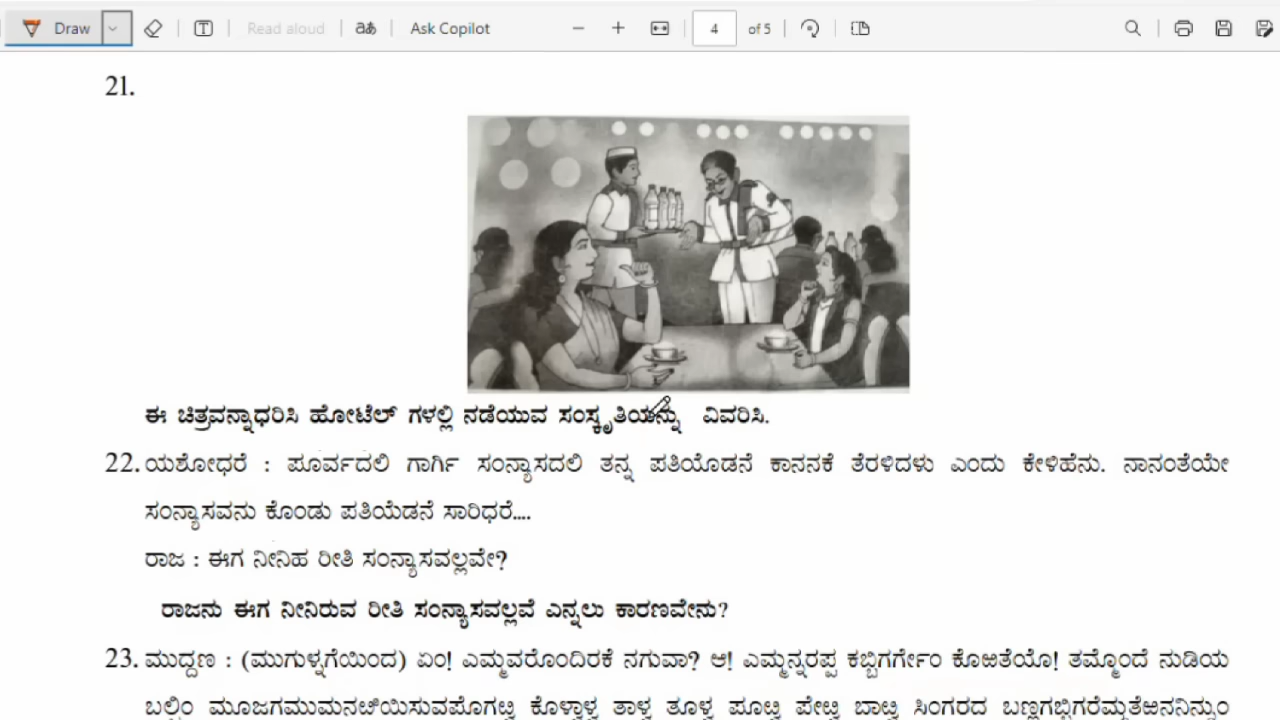 Draw
Read aloud
aあ
Ask Copilot
4
of 5
21.
ಈ ಚಿತ್ರವನ್ನಾಧರಿಸಿ ಹೋಟೆಲ್ ಗಳಲ್ಲಿ ನಡೆಯುವ ಸಂಸ್ಕೃತಿಯನ್ನು ವಿವರಿಸಿ.
22. ಯಶೋಧರೆ : ಪೂರ್ವದಲಿ ಗಾರ್ಗಿ ಸಂನ್ಯಾಸದಲಿ ತನ್ನ ಪತಿಯೊಡನೆ ಕಾನನಕೆ ತೆರಳಿದಳು ಎಂದು ಕೇಳಿಹೆನು. ನಾನಂತೆಯೇ
ಸಂನ್ಯಾಸವನು ಕೊಂಡು ಪತಿಯೆಡನೆ ಸಾರಿಧರೆ....
ರಾಜ : ಈಗ ನೀನಿಹ ರೀತಿ ಸಂನ್ಯಾಸವಲ್ಲವೇ?
ರಾಜನು ಈಗ ನೀನಿರುವ ರೀತಿ ಸಂನ್ಯಾಸವಲ್ಲವೆ ಎನ್ನಲು ಕಾರಣವೇನು?
23. ಮುದ್ದಣ : (ಮುಗುಳ್ನಗೆಯಿಂದ) ಏಂ! ಎಮ್ಮವರೊಂದಿರಕೆ ನಗುವಾ? ಆ! ಎಮ್ಮನ್ನರಪ್ಪ ಕಬ್ಬಿಗರ್ಗೇಂ ಕೊಱತೆಯೊ! ತಮ್ಮೊಂದೆ ನುಡಿಯ